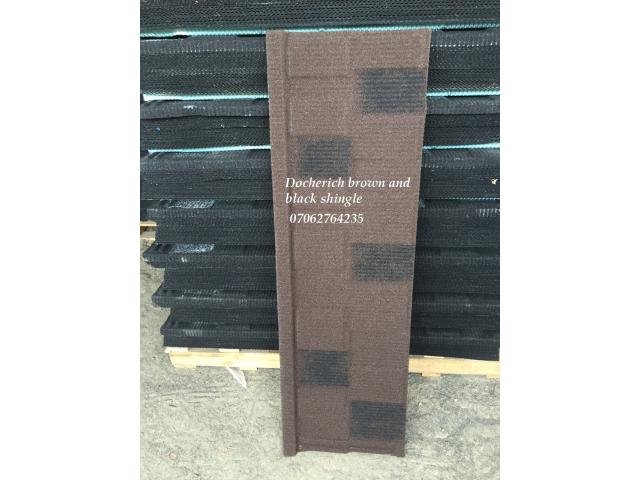 Docherich brown and
black shingle
07062764235